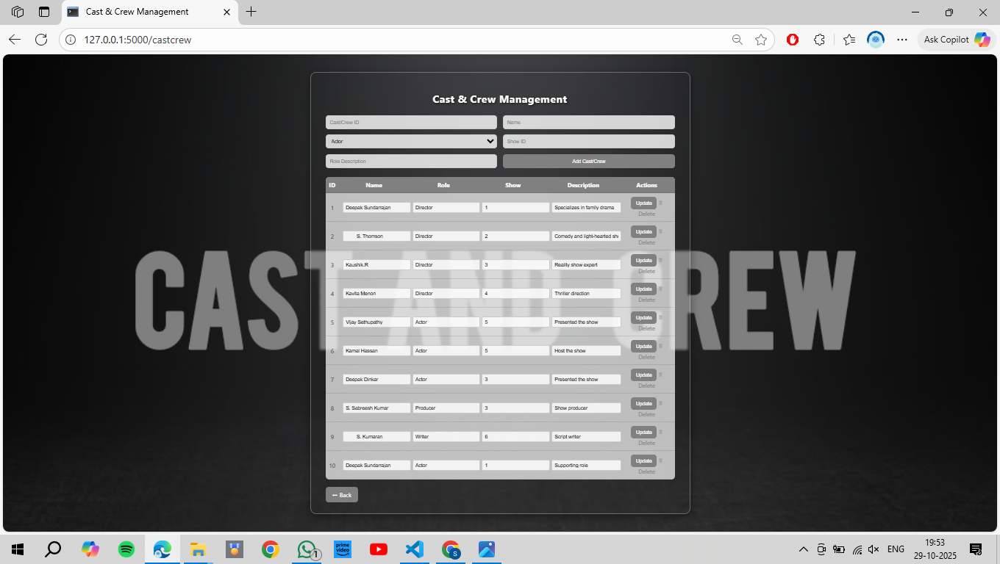 Cast & Crew Management
127.0.0.1:5000/castcrew
Ask Copilot
CAST AND CREW
Cast & Crew Management
Cast/Crew ID Name
Actor Show ID
Role Description Add Cast/Crew
ID Name Role Show Description Actions
1 Deepak Sundarrajan Director 1 Specializes in family drama Update
Delete
2 S. Thomson Director 2 Comedy and light-hearted sh Update
Delete
3 Kaushik.R Director 3 Reality show expert Update
Delete
4 Kavita Menon Director 4 Thriller direction Update
Delete
5 Vijay Sethupathy Actor 5 Presented the show Update
Delete
6 Kamal Hassan Actor 5 Host the show Update
Delete
7 Deepak Dinkar Actor 3 Presented the show Update
Delete
8 S. Sabreesh Kumar Producer 3 Show producer Update
Delete
9 S. Kumaran Writer 6 Script writer Update
Delete
10 Deepak Sundarrajan Actor 1 Supporting role Update
Delete
← Back
1
prime video
S
ENG
19:53
29-10-2025